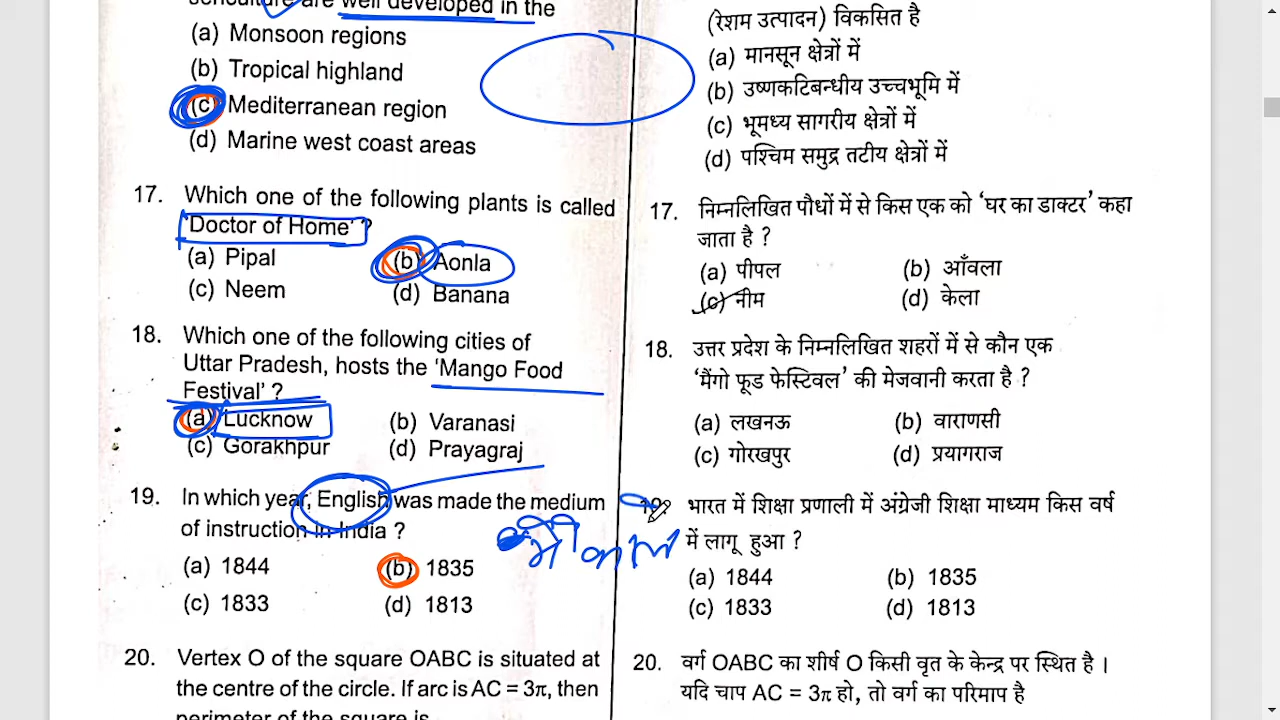 sericulture are well developed in the
(a) Monsoon regions
(b) Tropical highland
(c) Mediterranean region
(d) Marine west coast areas
17. Which one of the following plants is called
'Doctor of Home' ?
(a) Pipal (b) Aonla
(c) Neem (d) Banana
18. Which one of the following cities of
Uttar Pradesh, hosts the 'Mango Food
Festival' ?
(a) Lucknow (b) Varanasi
(c) Gorakhpur (d) Prayagraj
19. In which year, English was made the medium
of instruction in India ?
(a) 1844 (b) 1835
(c) 1833 (d) 1813
20. Vertex O of the square OABC is situated at
the centre of the circle. If arc is AC = 3π, then
perimeter of the square is
(रेशम उत्पादन) विकसित है
(a) मानसून क्षेत्रों में
(b) उष्णकटिबन्धीय उच्चभूमि में
(c) भूमध्य सागरीय क्षेत्रों में
(d) पश्चिम समुद्र तटीय क्षेत्रों में
17. निम्नलिखित पौधों में से किस एक को 'घर का डाक्टर' कहा
जाता है ?
(a) पीपल (b) आँवला
(c) नीम (d) केला
18. उत्तर प्रदेश के निम्नलिखित शहरों में से कौन एक
'मैंगो फूड फेस्टिवल' की मेजवानी करता है ?
(a) लखनऊ (b) वाराणसी
(c) गोरखपुर (d) प्रयागराज
भारत में शिक्षा प्रणाली में अंग्रेजी शिक्षा माध्यम किस वर्ष
में लागू हुआ ?
(a) 1844 (b) 1835
(c) 1833 (d) 1813
20. वर्ग OABC का शीर्ष O किसी वृत के केन्द्र पर स्थित है ।
यदि चाप AC = 3π हो, तो वर्ग का परिमाप है